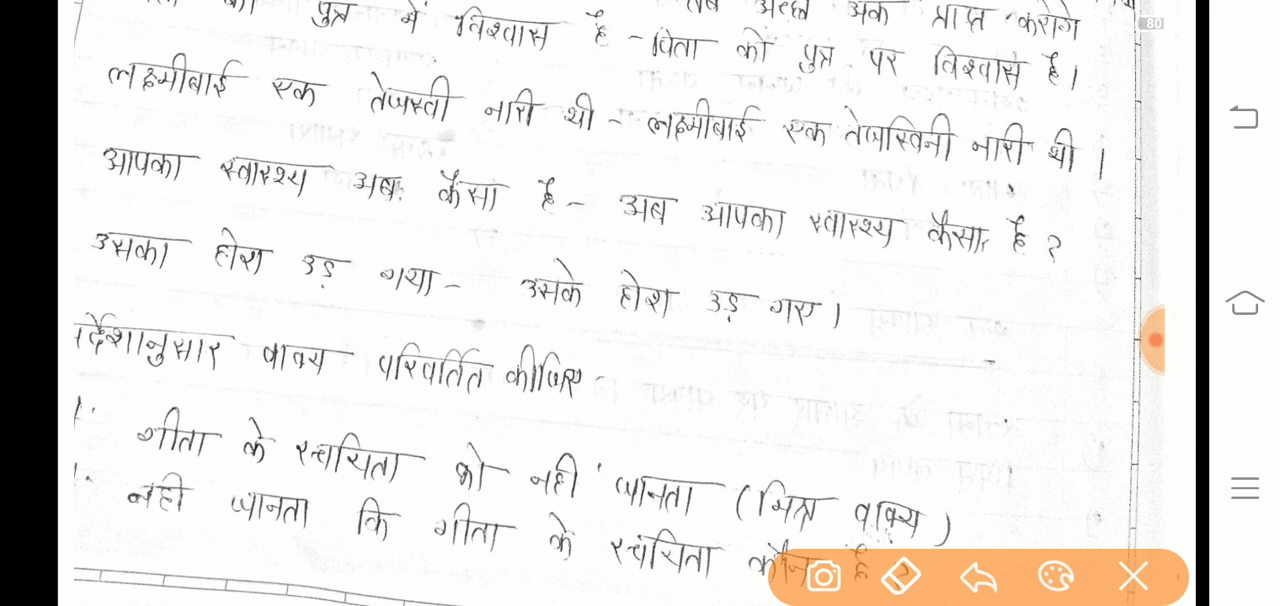 पुत्र में विश्वास है - पिता को पुत्र पर विश्वास है।
लक्ष्मीबाई एक तेजस्वी नारी थी - लक्ष्मीबाई एक तेजस्विनी नारी थी।
आपका स्वास्थ्य अब कैसा है - अब आपका स्वास्थ्य कैसा है?
उसका होश उड़ गया - उसके होश उड़ गए।
र्देशानुसार वाक्य परिवर्तित कीजिए -
गीता के रचयिता को नहीं जानता (मिश्र वाक्य)
नही जानता कि गीता के रचयिता कौन है
80